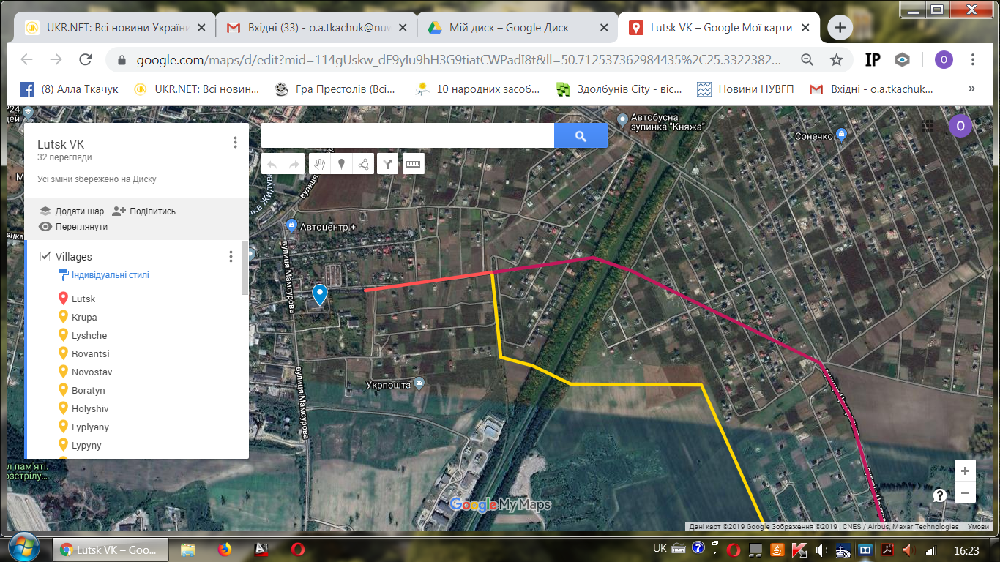 UKR.NET: Всі новини Україн
Вхідні (33) - o.a.tkachuk@nuw
Мій диск – Google Диск
Lutsk VK – Google Мої карти
google.com/maps/d/edit?mid=114gUskw_dE9yIu9hH3G9tiatCWPadI8t&ll=50.712537362984435%2C25.3322382...
IP
O
(8) Алла Ткачук
UKR.NET: Всі новин...
Гра Престолів (Всі...
10 народних засоб...
Здолбунів City - віс...
Новини НУВГП
Вхідні - o.a.tkachuk...
»
№24
цей
Lutsk VK
32 перегляди
Усі зміни збережено на Диску
Додати шар
Поділитись
Переглянути
Villages
Індивідуальні стилі
Lutsk
Krupa
Lyshche
Rovantsi
Novostav
Boratyn
Holyshiv
Lyplyany
Lypyny
Автобусна
зупинка "Княжа"
Сонечко
O
вулиця
Автоцентр +
вулиця Мамсурова
Укрпошта
вулиця Мамсурова
л пам'яті.
озстрілу...
Google My Maps
Дані карт ©2019 Google Зображення ©2019 , CNES / Airbus, Maxar Technologies
Умови
Lutsk VK – Goo...
UK
16:23